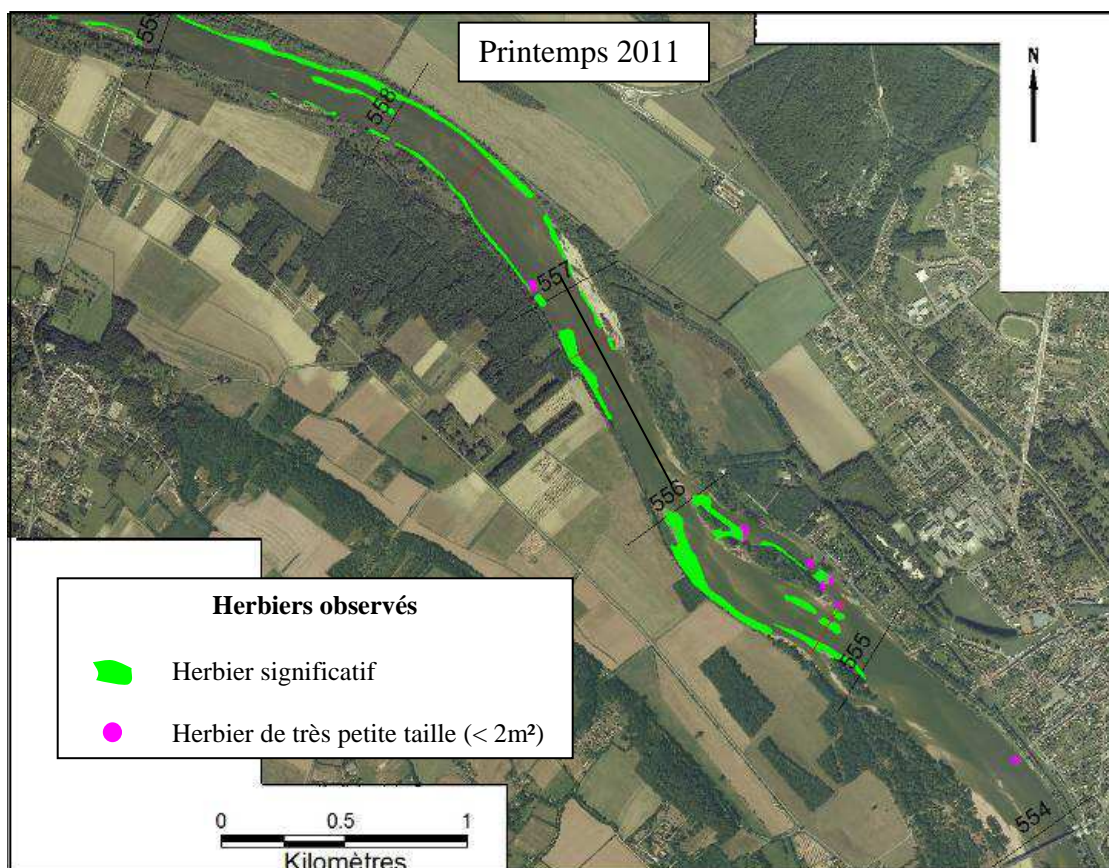 Printemps 2011
N
559
558
557
556
555
554
Herbiers observés
Herbier significatif
Herbier de très petite taille (< 2m²)
0 0.5 1
Kilomètres